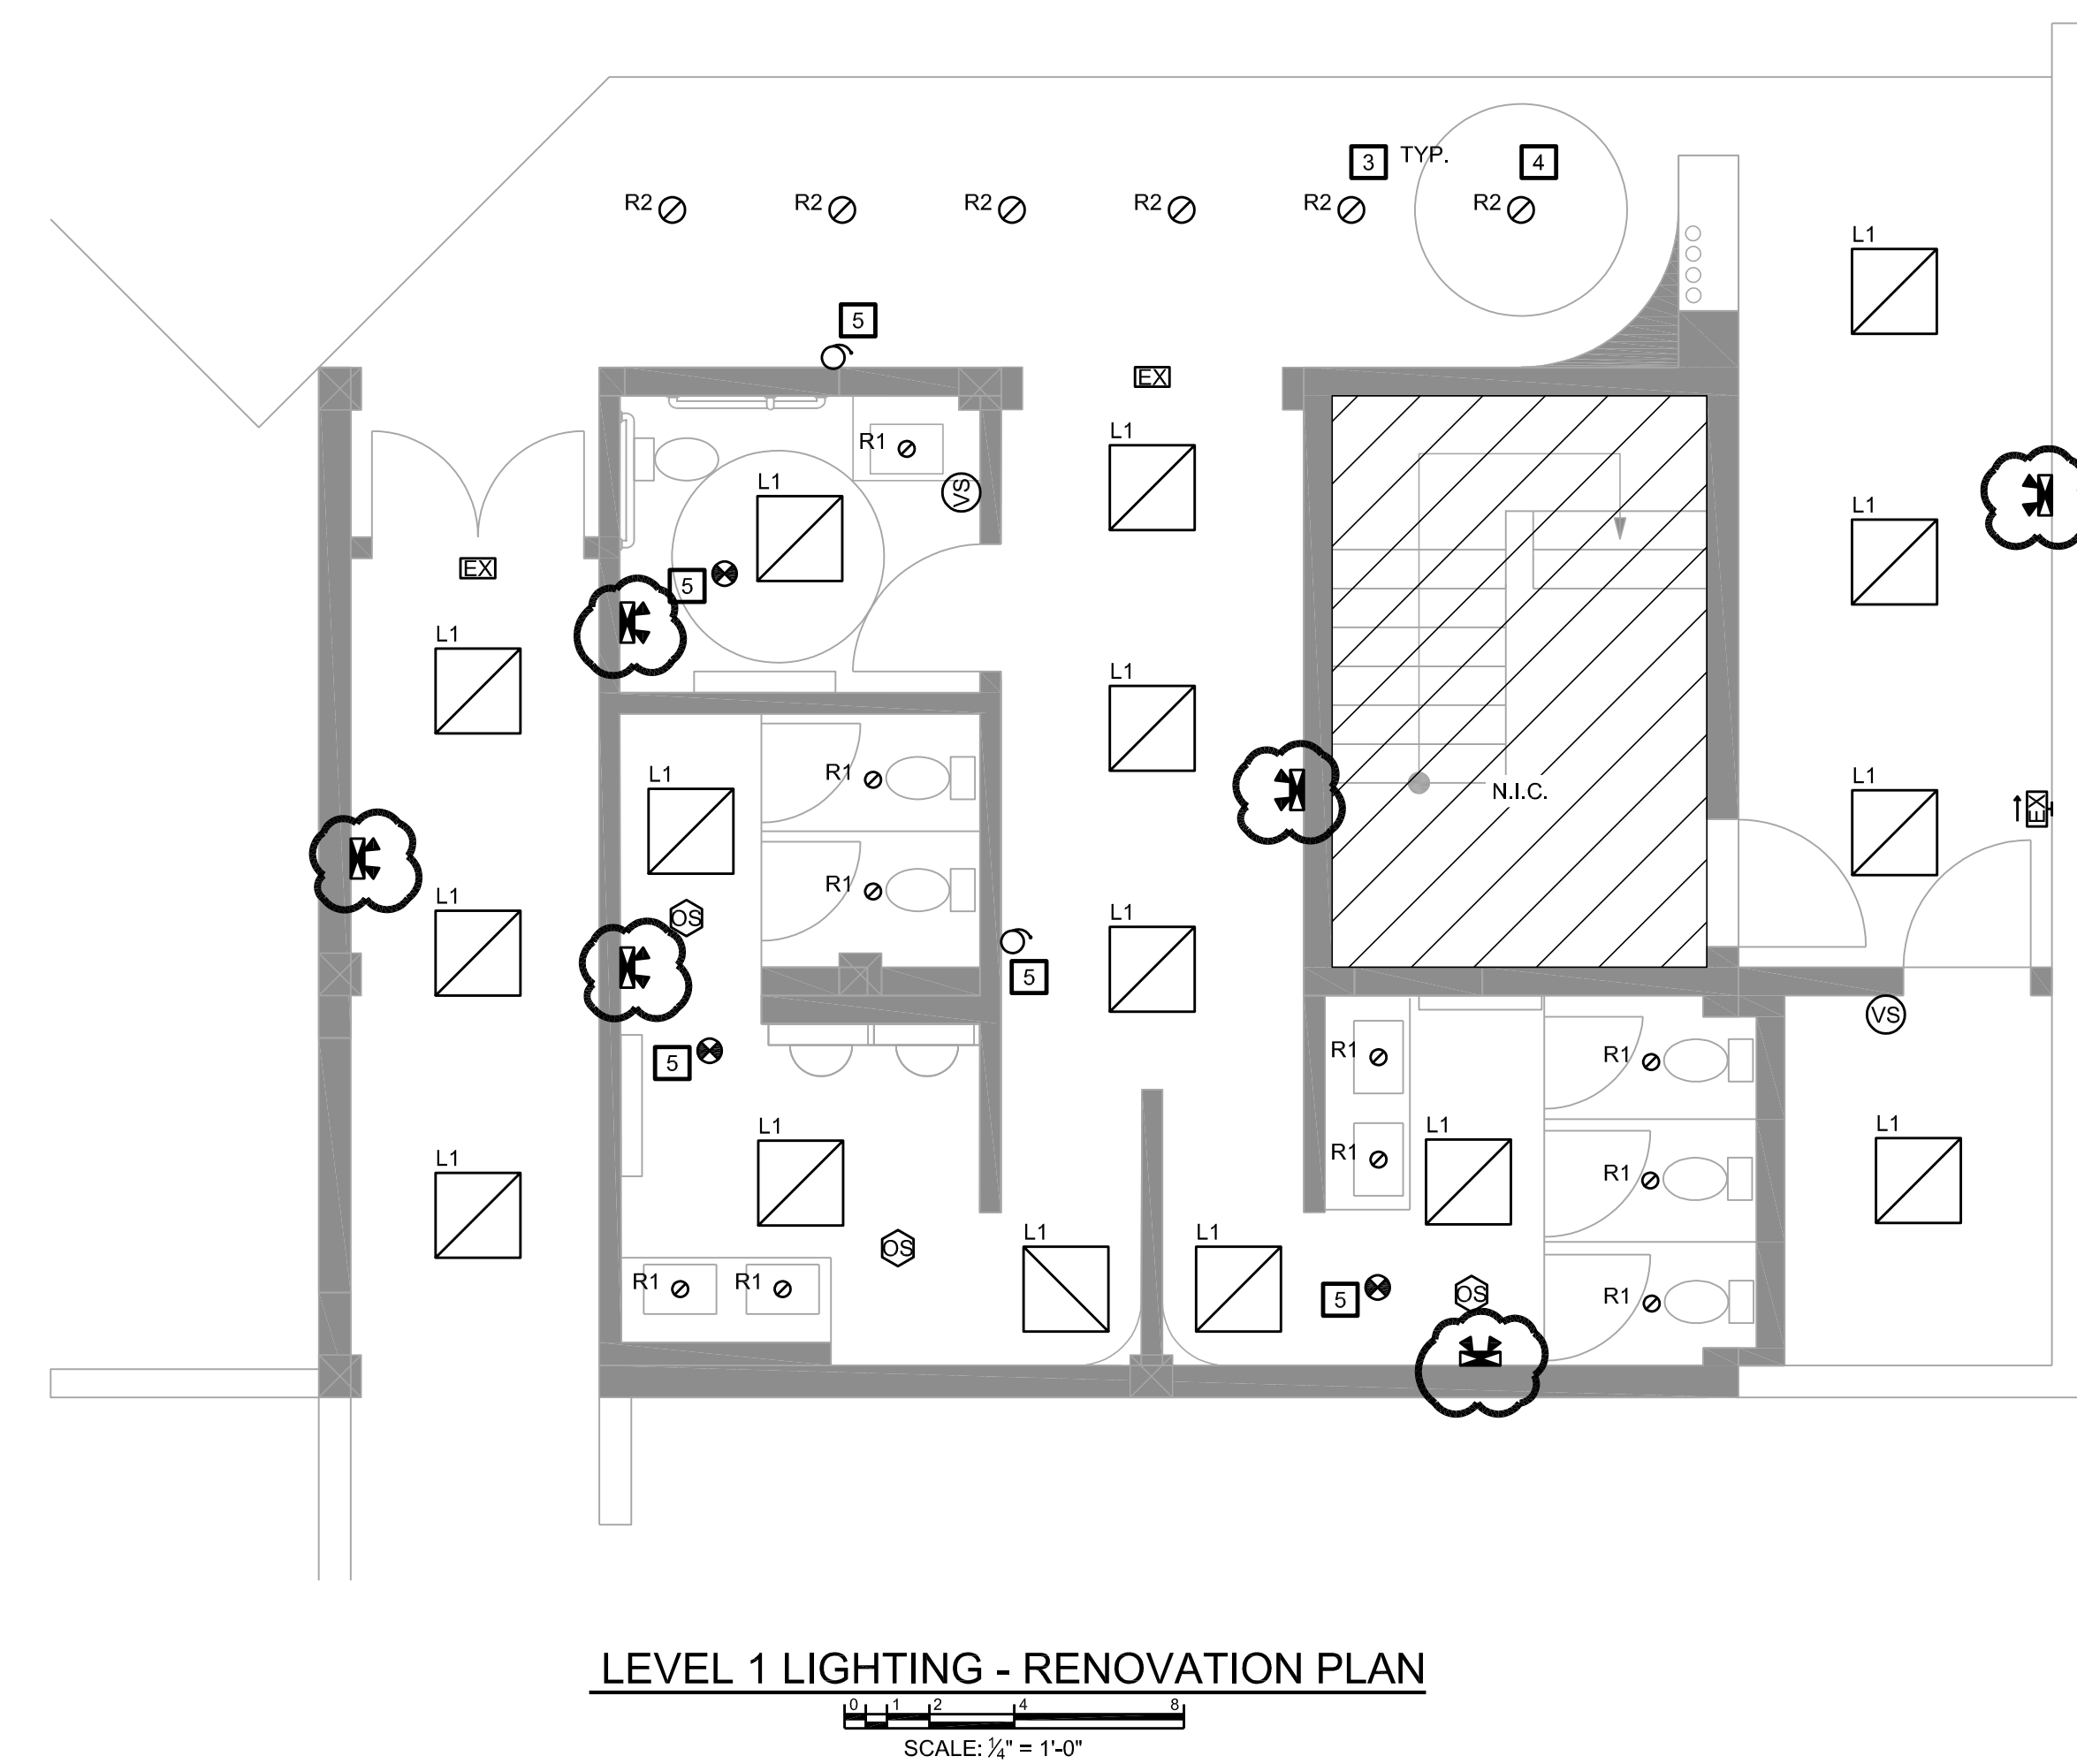 3 TYP. 4
R2 R2 R2 R2 R2 R2
L1
5
EX
R1
L1
VS
L1
L1
EX
5
L1
L1
L1
R1
L1
N.I.C.
EX
R1
OS
L1
L1
5
VS
5
R1
R1
L1
L1
R1
L1
L1
R1
L1
L1
OS
R1 R1
OS
5
R1
LEVEL 1 LIGHTING - RENOVATION PLAN
0 1 2 4 8
SCALE: 1/4" = 1'-0"